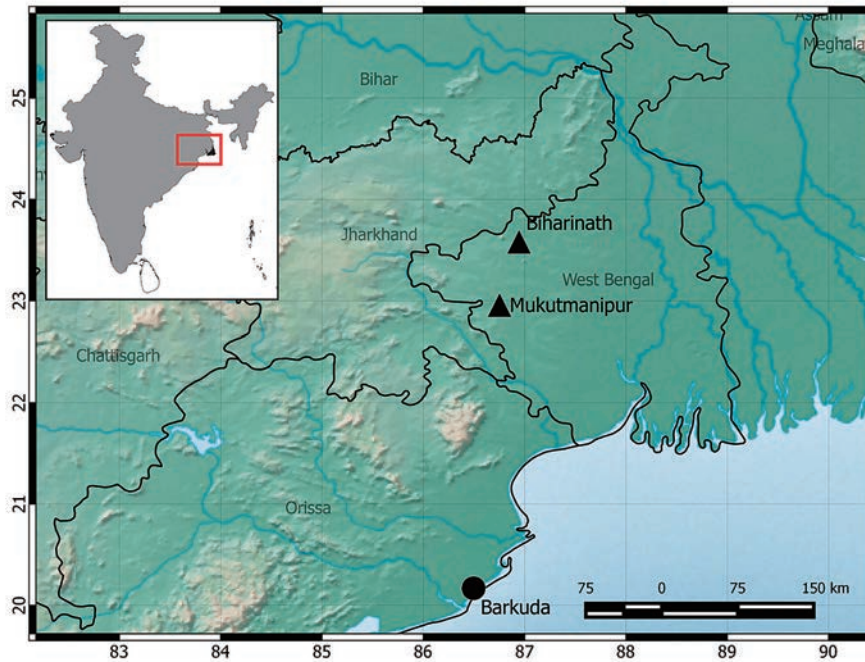 Assam
Meghala
Bihar
25
24
Biharinath
Jharkhand
West Bengal
23
Mukutmanipur
Chattisgarh
22
21
Orissa
20
Barkuda
75 0 75 150 km
83 84 85 86 87 88 89 90